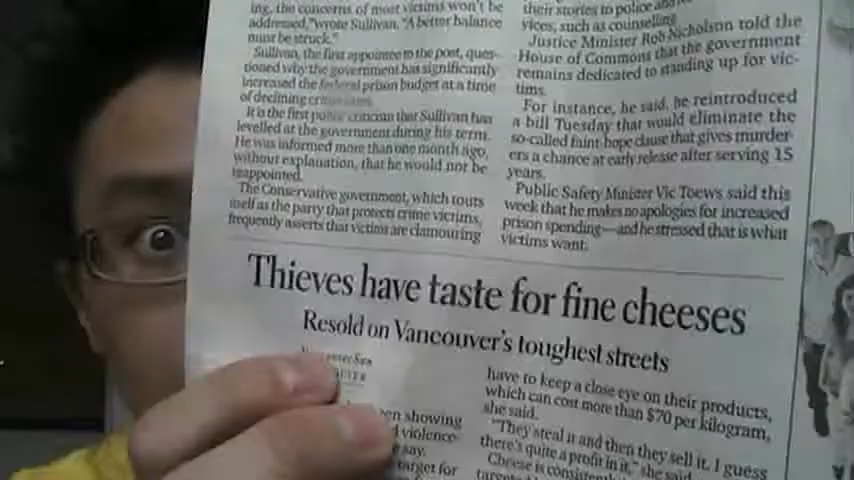 ing, the concerns of most victims won't be
addressed," wrote Sullivan. "A better balance
must be struck."
Sullivan, the first appointee to the post, ques-
tioned why the government has significantly
increased the federal prison budget at a time
of declining crime rates.
It is the first public concern that Sullivan has
levelled at the government during his term.
He was informed more than one month ago,
without explanation, that he would not be
reappointed.
The Conservative government, which touts
itself as the party that protects crime victims,
frequently asserts that victims are clamouring
their stories to police and
vices, such as counselling
Justice Minister Rob Nicholson told the
House of Commons that the government
remains dedicated to standing up for vic-
tims.
For instance, he said, he reintroduced
a bill Tuesday that would eliminate the
so-called faint-hope clause that gives murder-
ers a chance at early release after serving 15
years.
Public Safety Minister Vic Toews said this
week that he makes no apologies for increased
prison spending—and he stressed that is what
victims want.
Thieves have taste for fine cheeses
Resold on Vancouver's toughest streets
en showing
violence
say.
target for
have to keep a close eye on their products,
which can cost more than $70 per kilogram,
she said.
"They steal it and then they sell it. I guess
there's quite a profit in it," she said.
Cheese is consistently